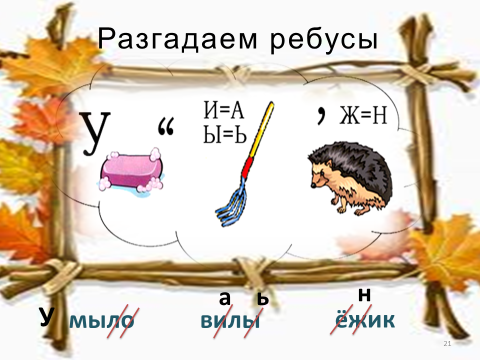 Разгадаем ребусы
У “ И=А , Ж=Н
Ы=Ь
а ь н
У мыло вилы ёжик
21